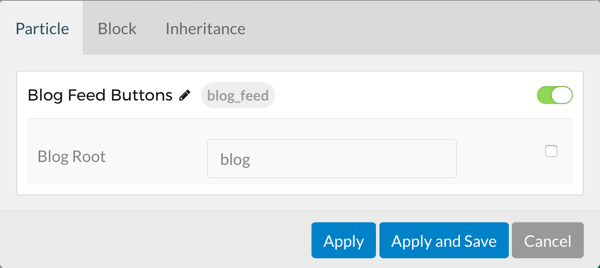 Particle Block Inheritance
Blog Feed Buttons blog_feed
Blog Root blog
Apply Apply and Save Cancel